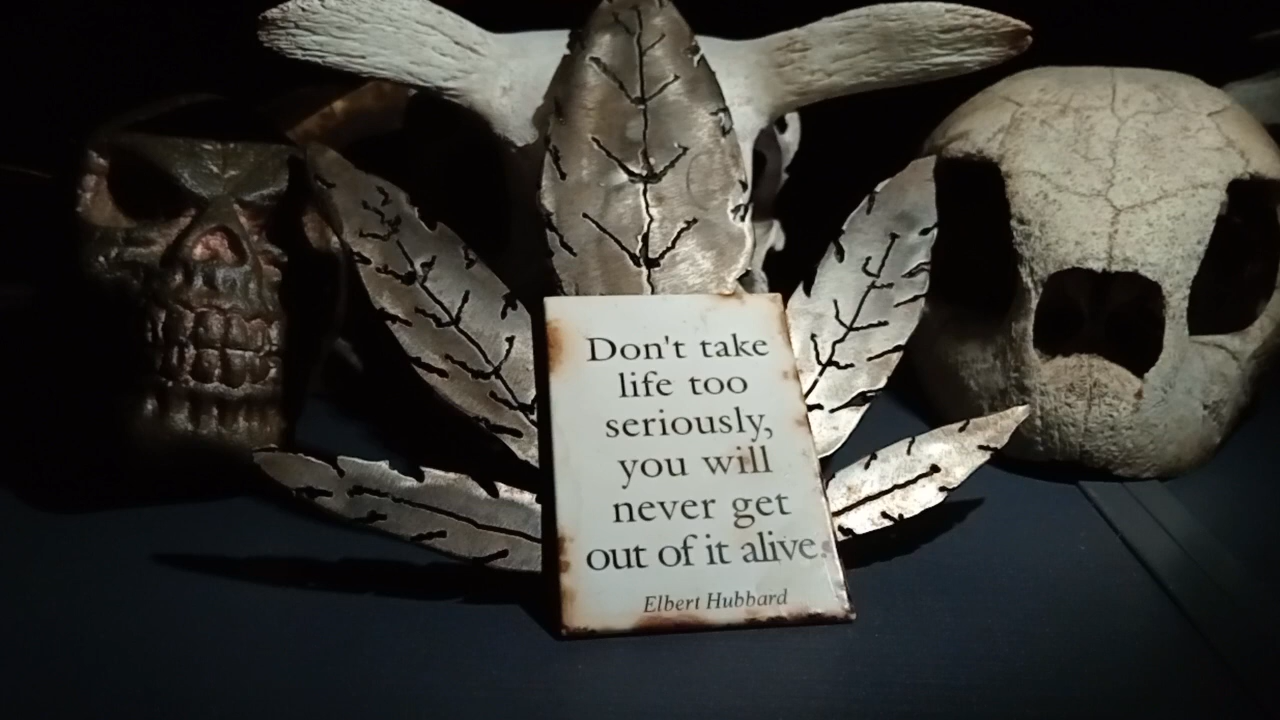 Don't take
life too
seriously,
you will
never get
out of it alive.
Elbert Hubbard